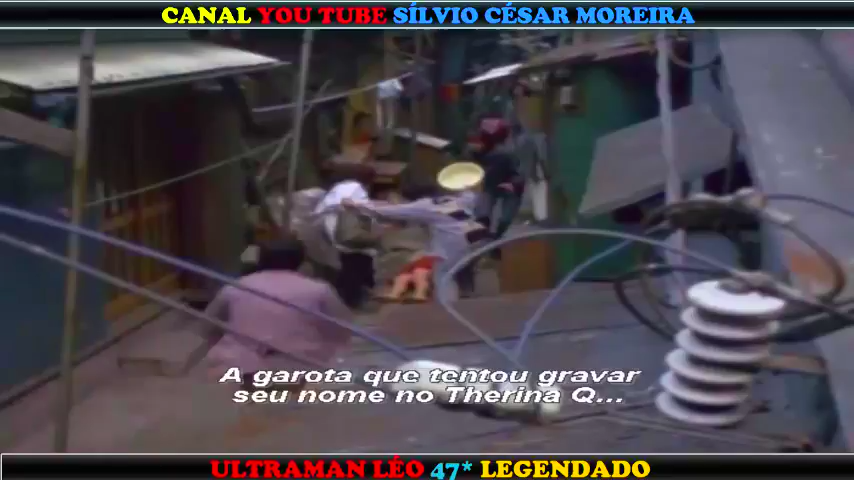 CANAL YOU TUBE SÍLVIO CÉSAR MOREIRA
A garota que tentou gravar
seu nome no Therina Q...
ULTRAMAN LÉO 47* LEGENDADO